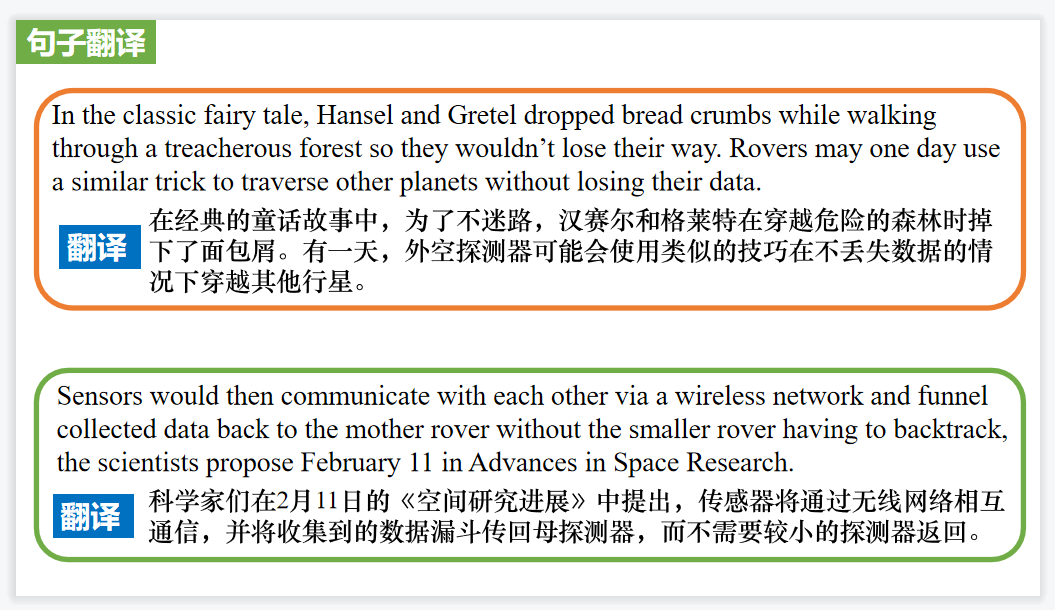 句子翻译
In the classic fairy tale, Hansel and Gretel dropped bread crumbs while walking
through a treacherous forest so they wouldn’t lose their way. Rovers may one day use
a similar trick to traverse other planets without losing their data.
翻译
在经典的童话故事中，为了不迷路，汉赛尔和格莱特在穿越危险的森林时掉
下了面包屑。有一天，外空探测器可能会使用类似的技巧在不丢失数据的情
况下穿越其他行星。
Sensors would then communicate with each other via a wireless network and funnel
collected data back to the mother rover without the smaller rover having to backtrack,
the scientists propose February 11 in Advances in Space Research.
翻译
科学家们在2月11日的《空间研究进展》中提出，传感器将通过无线网络相互
通信，并将收集到的数据漏斗传回母探测器，而不需要较小的探测器返回。